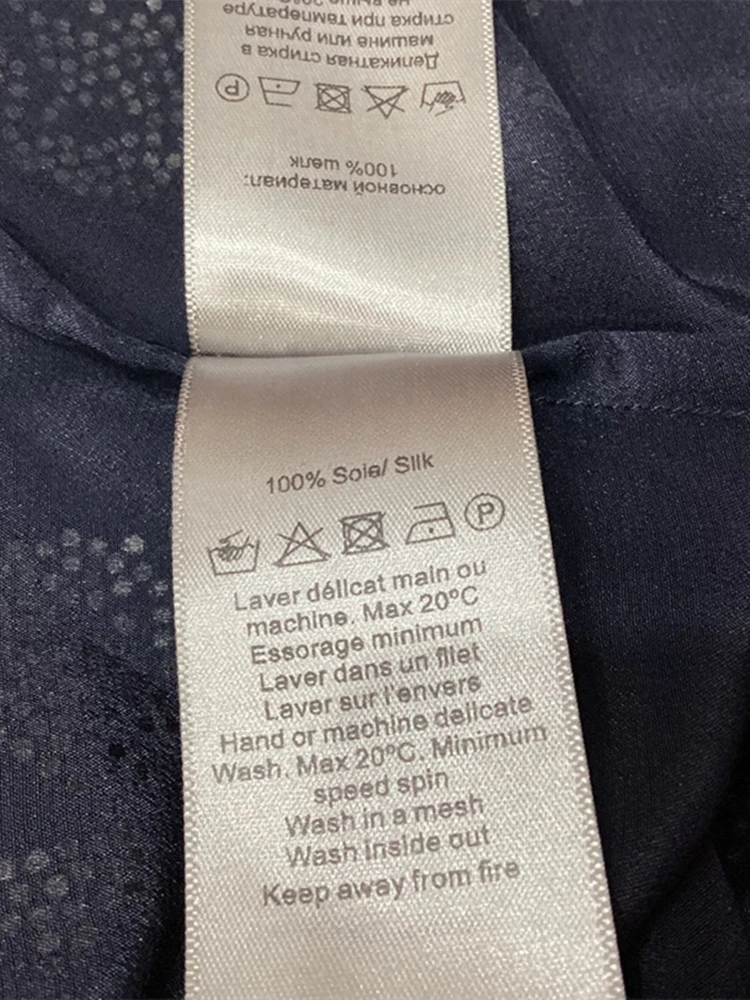 основной материал:
100% шелк
P
Деликатная стирка в
машине или ручная
стирка при температуре
100% Soie/ Silk
P
Laver délicat main ou
machine. Max 20°C
Essorage minimum
Laver dans un filet
Laver sur l'envers
Hand or machine delicate
Wash. Max 20°C. Minimum
speed spin
Wash in a mesh
Wash inside out
Keep away from fire